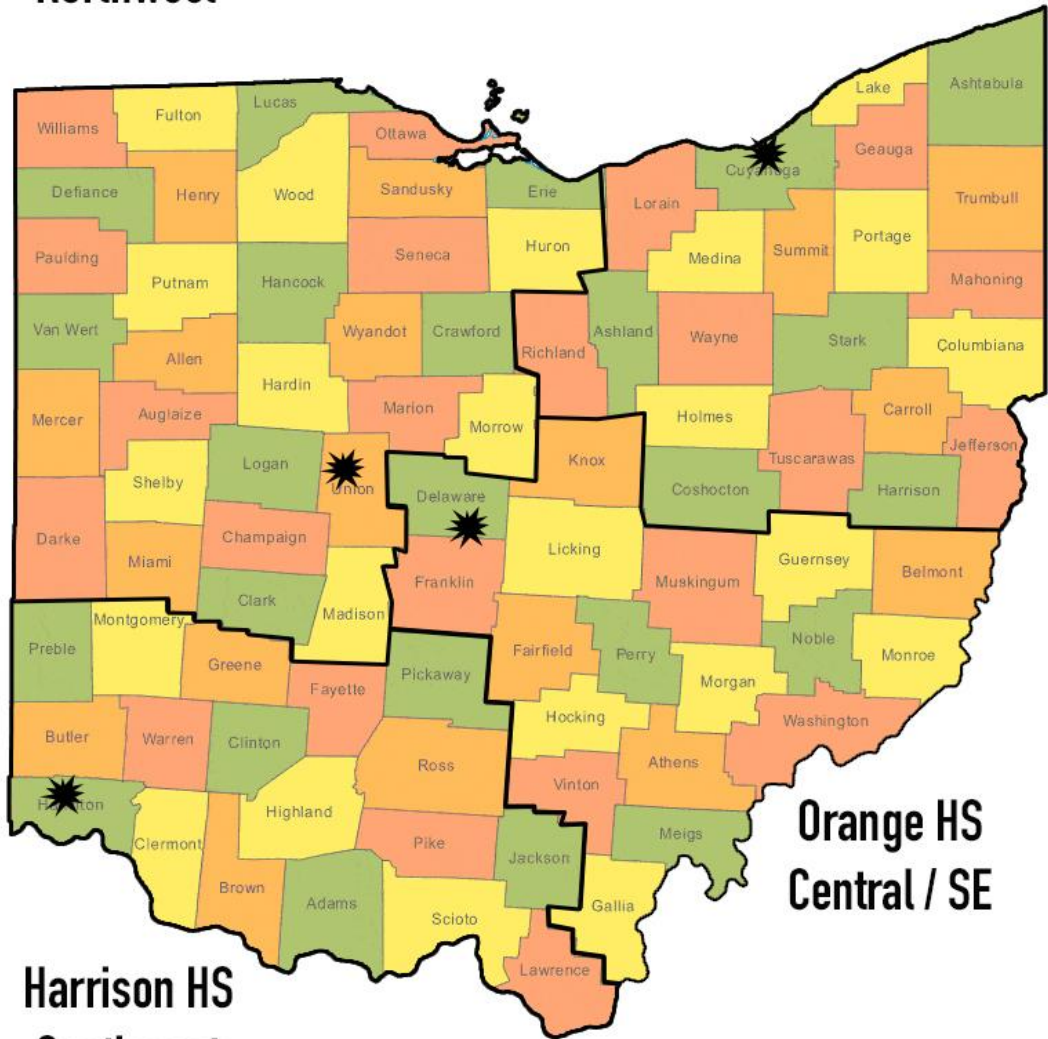 Northwest
Lake
Ashtabula
Lucas
Fulton
Williams
Ottawa
Geauga
Cuyahoga
Defiance
Henry
Wood
Sandusky
Erie
Lorain
Trumbull
Huron
Summit
Portage
Paulding
Seneca
Medina
Putnam
Hancock
Mahoning
Van Wert
Wyandot
Crawford
Ashland
Wayne
Stark
Columbiana
Allen
Richland
Hardin
Mercer
Auglaize
Marion
Morrow
Holmes
Carroll
Jefferson
Logan
Knox
Tuscarawas
Shelby
Union
Delaware
Coshocton
Harrison
Darke
Champaign
Licking
Miami
Franklin
Muskingum
Guernsey
Belmont
Clark
Madison
Montgomery
Preble
Greene
Fairfield
Perry
Noble
Monroe
Pickaway
Fayette
Morgan
Hocking
Washington
Butler
Warren
Clinton
Ross
Athens
Vinton
Hamilton
Highland
Clermont
Pike
Jackson
Meigs
Orange HS
Central / SE
Brown
Adams
Scioto
Gallia
Lawrence
Harrison HS
Southwest